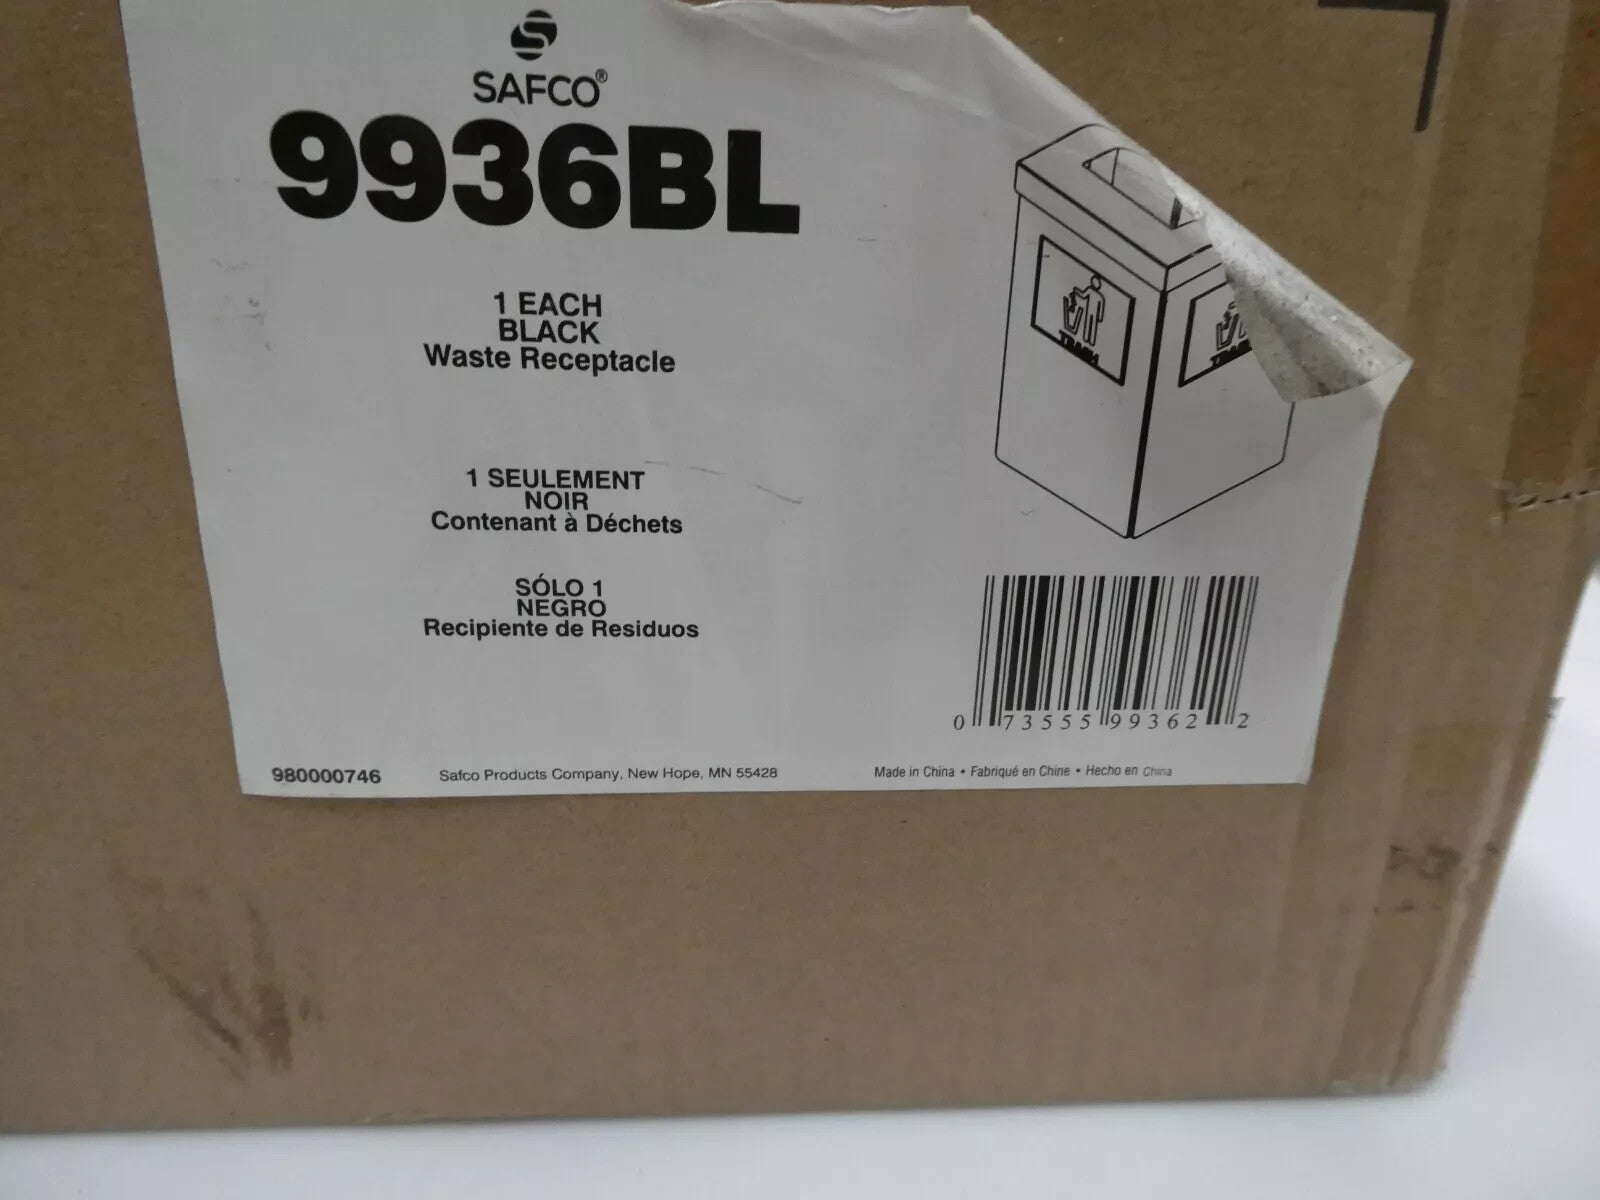 SAFCO®
9936BL
1 EACH
BLACK
Waste Receptacle
1 SEULEMENT
NOIR
Contenant à Déchets
SÓLO 1
NEGRO
Recipiente de Residuos
TRASH
0 73555 99362 2
980000746
Safco Products Company, New Hope, MN 55428
Made in China • Fabriqué en Chine • Hecho en China